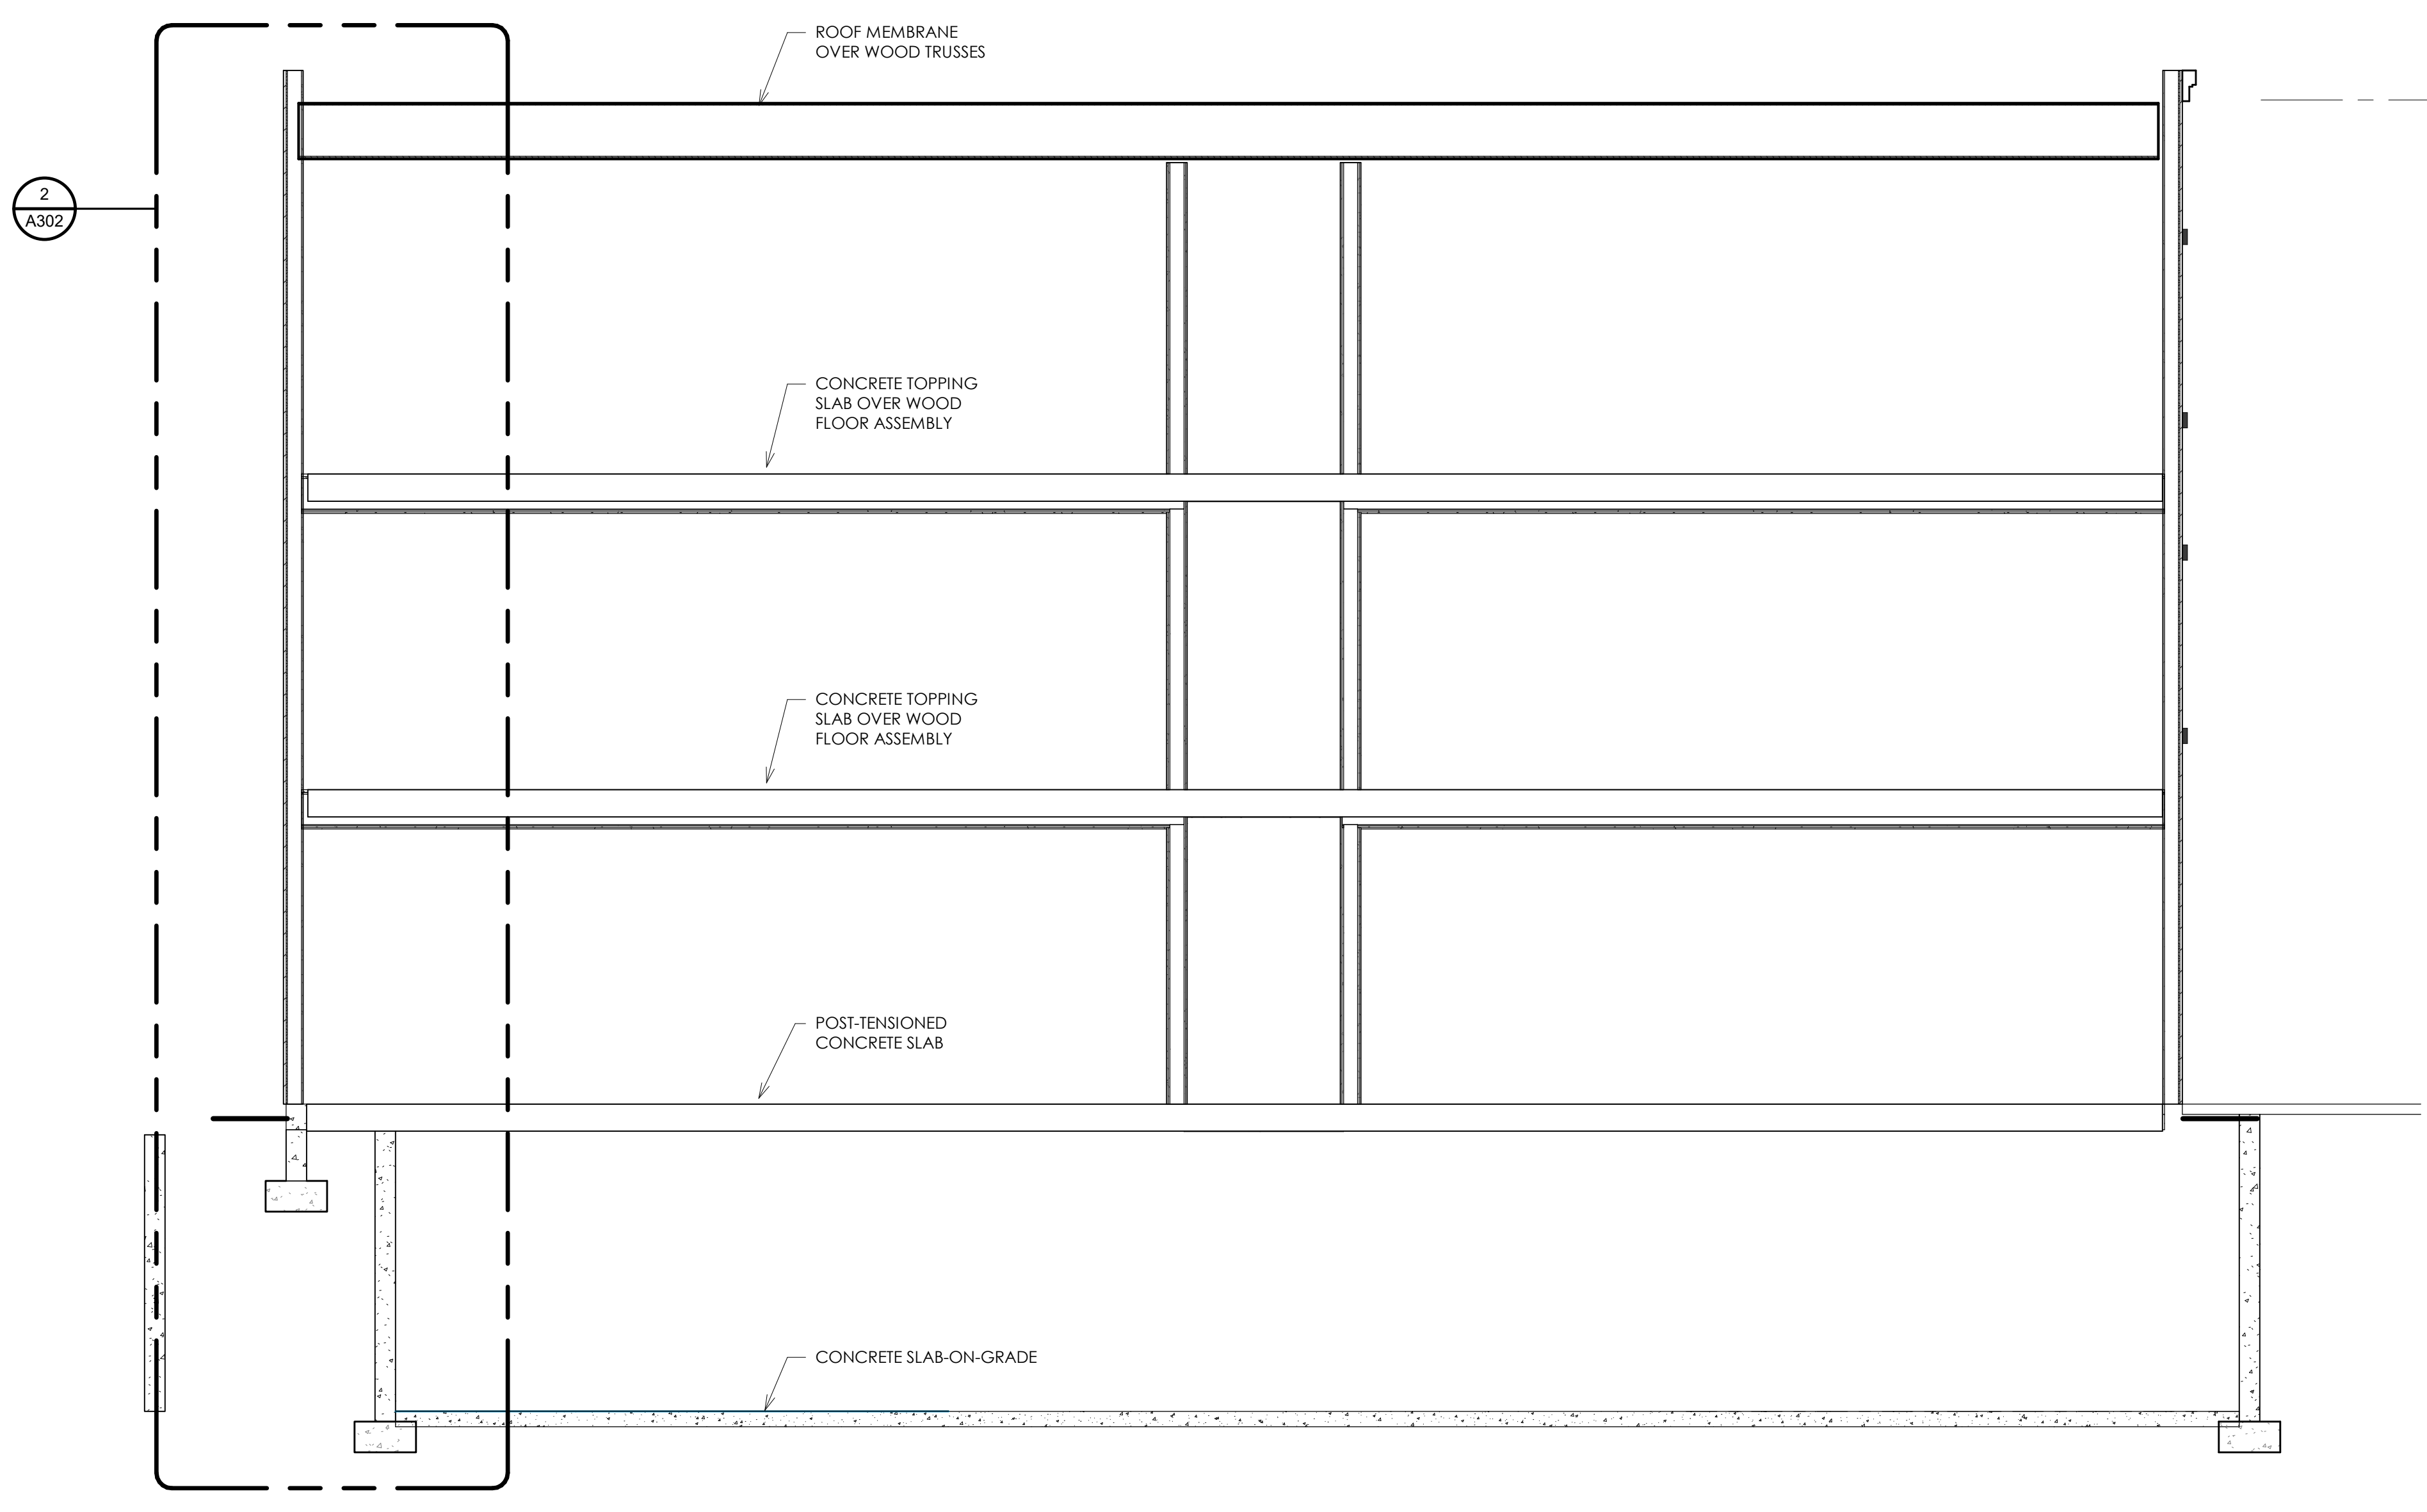 ROOF MEMBRANE
OVER WOOD TRUSSES
2
A302
CONCRETE TOPPING
SLAB OVER WOOD
FLOOR ASSEMBLY
CONCRETE TOPPING
SLAB OVER WOOD
FLOOR ASSEMBLY
POST-TENSIONED
CONCRETE SLAB
CONCRETE SLAB-ON-GRADE